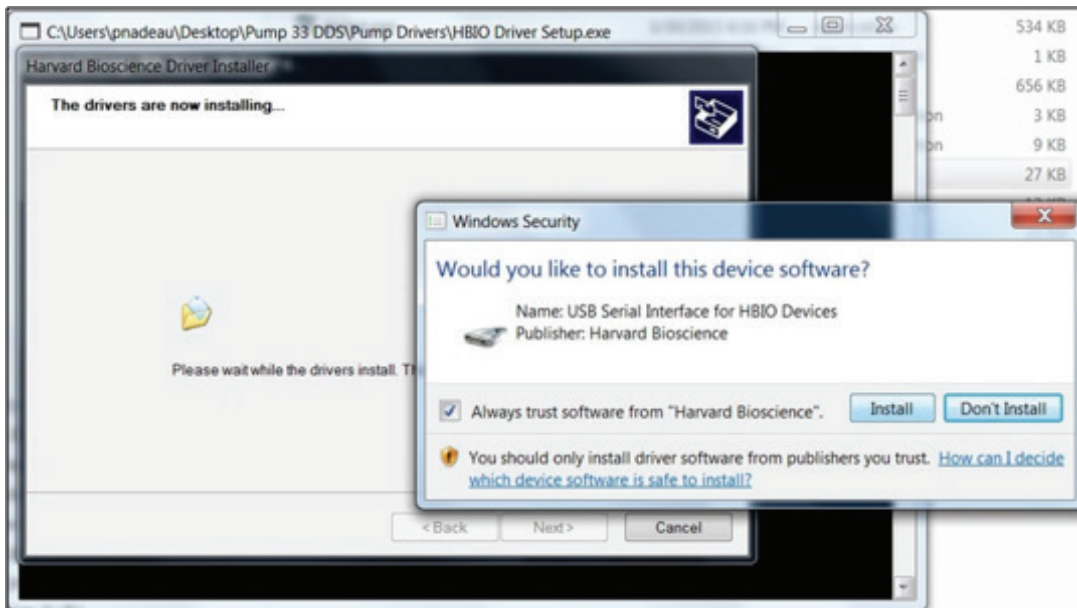 C:\Users\pnadeau\Desktop\Pump 33 DDS\Pump Drivers\HBIO Driver Setup.exe
534 KB
1 KB
656 KB
on 3 KB
on 9 KB
27 KB
Harvard Bioscience Driver Installer
The drivers are now installing...
Please wait while the drivers install.
< Back
Next >
Cancel
Windows Security
Would you like to install this device software?
Name: USB Serial Interface for HBIO Devices
Publisher: Harvard Bioscience
Always trust software from "Harvard Bioscience".
Install
Don't Install
You should only install driver software from publishers you trust. How can I decide
which device software is safe to install?